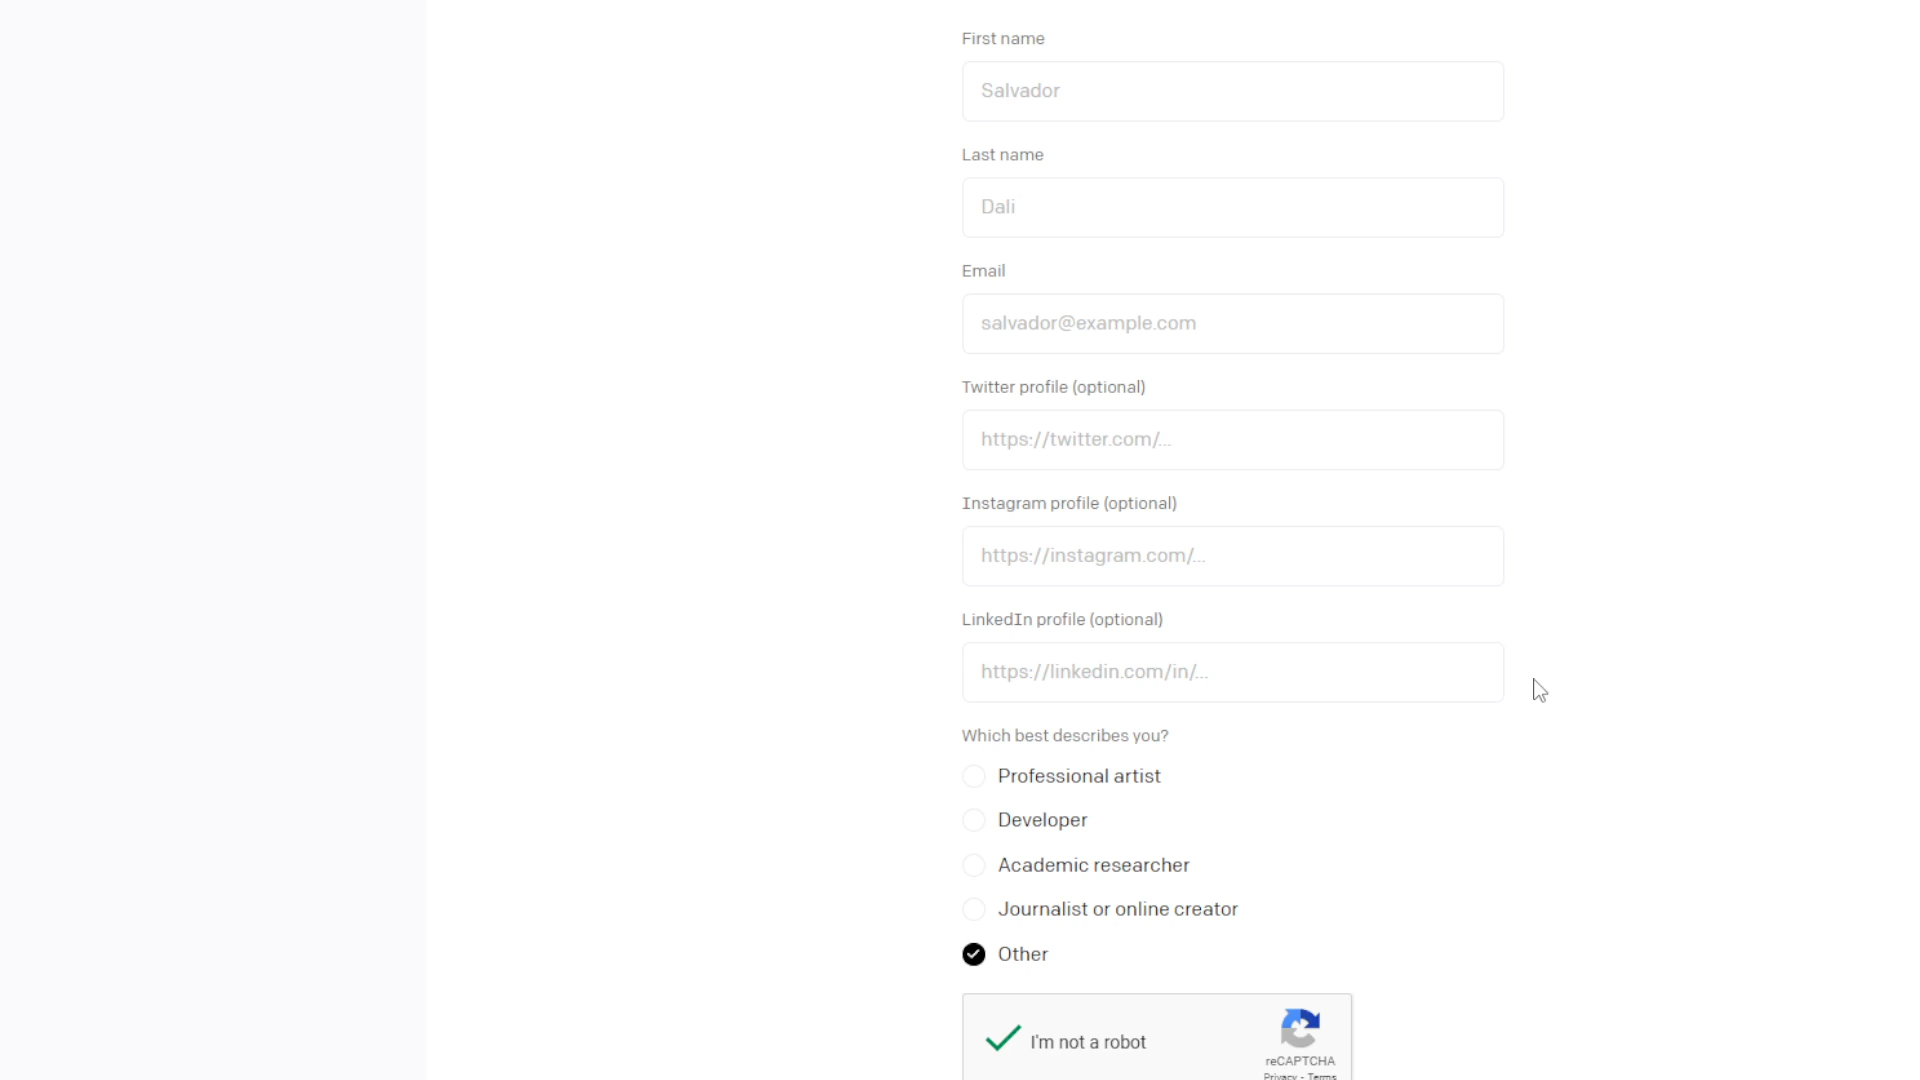 First name
Salvador
Last name
Dali
Email
salvador@example.com
Twitter profile (optional)
https://twitter.com/...
Instagram profile (optional)
https://instagram.com/...
LinkedIn profile (optional)
https://linkedin.com/in/...
Which best describes you?
Professional artist
Developer
Academic researcher
Journalist or online creator
Other
I'm not a robot
reCAPTCHA
Privacy - Terms